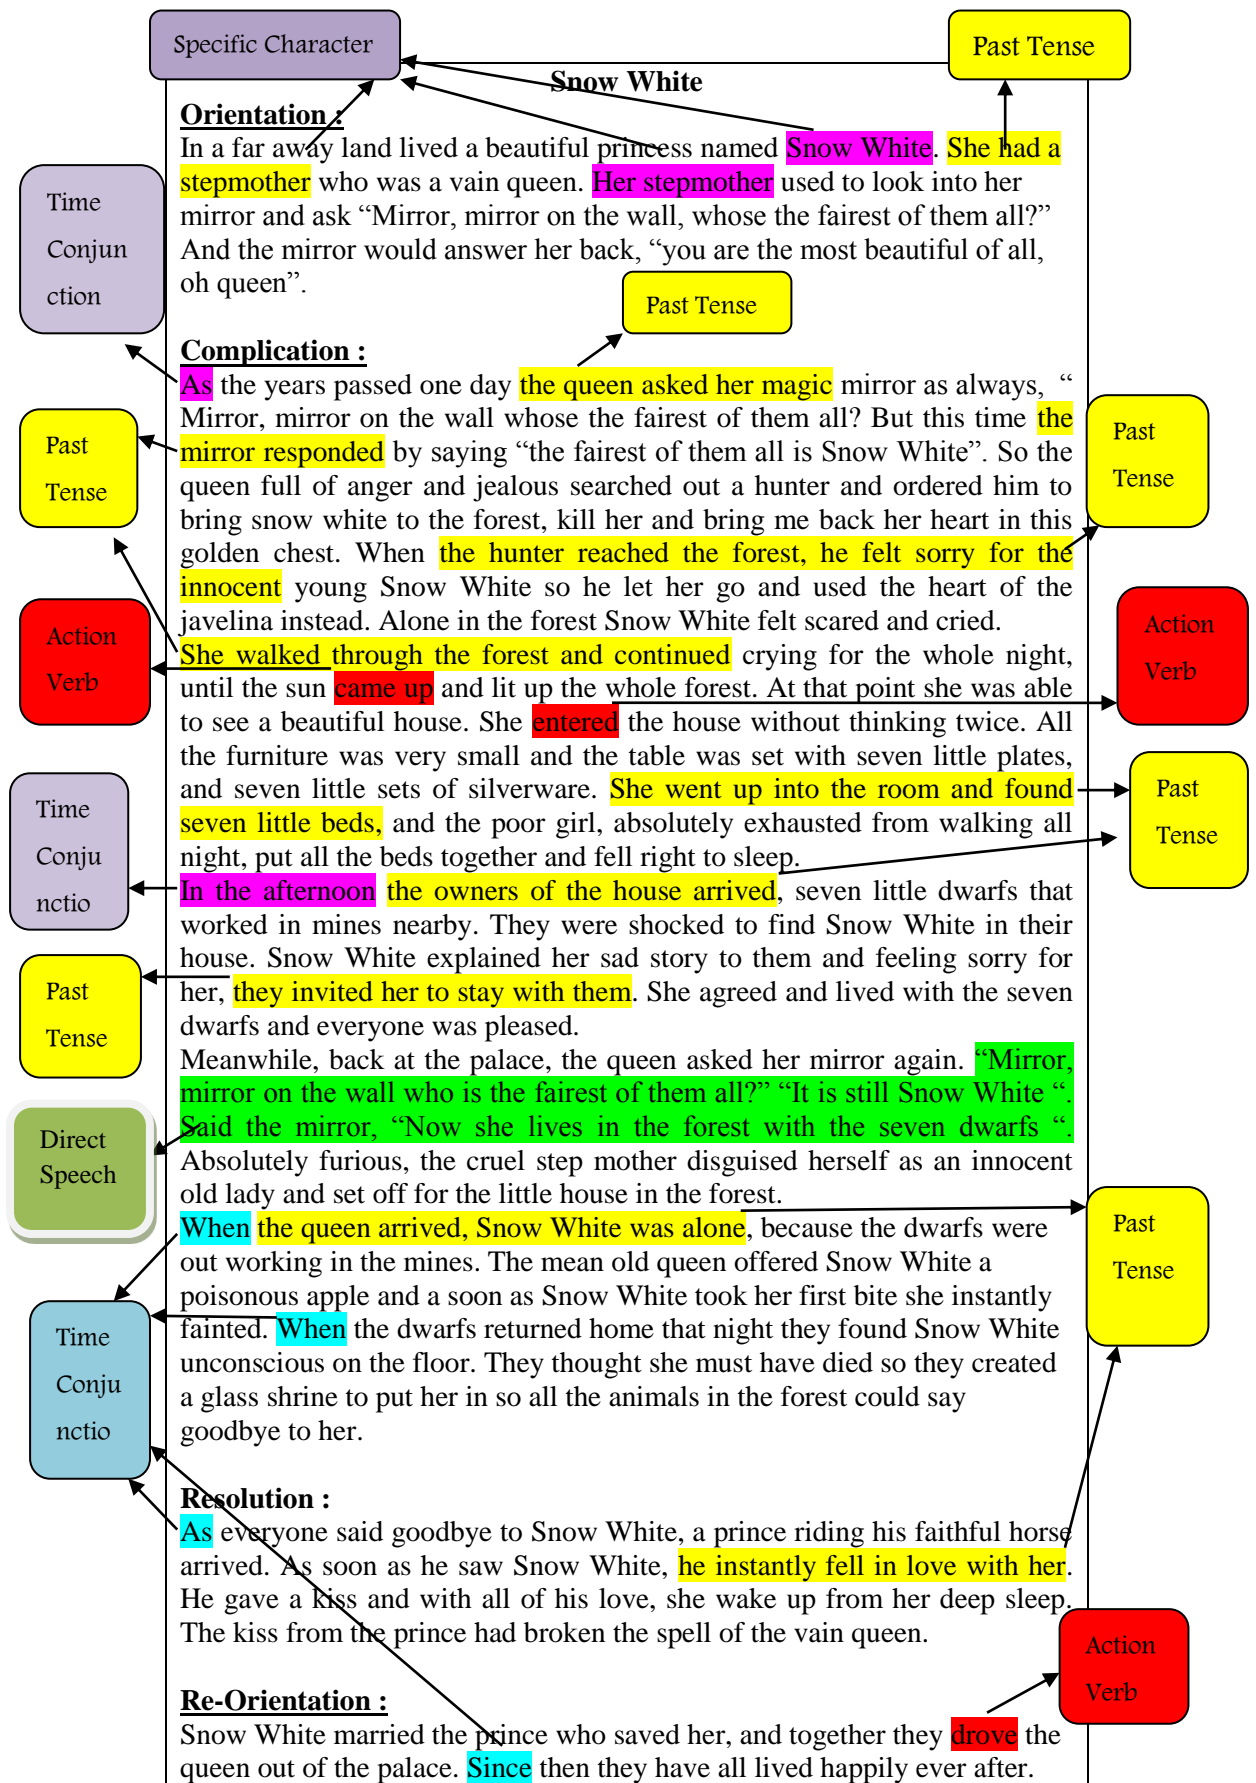 Specific Character
Past Tense
Snow White
Orientation :
In a far away land lived a beautiful princess named Snow White. She had a
stepmother who was a vain queen. Her stepmother used to look into her
mirror and ask “Mirror, mirror on the wall, whose the fairest of them all?”
And the mirror would answer her back, “you are the most beautiful of all,
oh queen”.
Time
Conjun
ction
Past Tense
Complication :
As the years passed one day the queen asked her magic mirror as always, “
Mirror, mirror on the wall whose the fairest of them all? But this time the
mirror responded by saying “the fairest of them all is Snow White”. So the
queen full of anger and jealous searched out a hunter and ordered him to
bring snow white to the forest, kill her and bring me back her heart in this
golden chest. When the hunter reached the forest, he felt sorry for the
innocent young Snow White so he let her go and used the heart of the
javelina instead. Alone in the forest Snow White felt scared and cried.
Past
Tense
Past
Tense
She walked through the forest and continued crying for the whole night,
until the sun came up and lit up the whole forest. At that point she was able
to see a beautiful house. She entered the house without thinking twice. All
the furniture was very small and the table was set with seven little plates,
and seven little sets of silverware. She went up into the room and found
seven little beds, and the poor girl, absolutely exhausted from walking all
night, put all the beds together and fell right to sleep.
Action
Verb
Action
Verb
Past
Tense
Time
Conju
nctio
In the afternoon the owners of the house arrived, seven little dwarfs that
worked in mines nearby. They were shocked to find Snow White in their
house. Snow White explained her sad story to them and feeling sorry for
her, they invited her to stay with them. She agreed and lived with the seven
dwarfs and everyone was pleased.
Past
Tense
Meanwhile, back at the palace, the queen asked her mirror again. “Mirror,
mirror on the wall who is the fairest of them all?” “It is still Snow White “.
Said the mirror, “Now she lives in the forest with the seven dwarfs “.
Absolutely furious, the cruel step mother disguised herself as an innocent
old lady and set off for the little house in the forest.
Direct
Speech
When the queen arrived, Snow White was alone, because the dwarfs were
out working in the mines. The mean old queen offered Snow White a
poisonous apple and a soon as Snow White took her first bite she instantly
fainted. When the dwarfs returned home that night they found Snow White
unconscious on the floor. They thought she must have died so they created
a glass shrine to put her in so all the animals in the forest could say
goodbye to her.
Past
Tense
Time
Conju
nctio
Resolution :
As everyone said goodbye to Snow White, a prince riding his faithful horse
arrived. As soon as he saw Snow White, he instantly fell in love with her.
He gave a kiss and with all of his love, she wake up from her deep sleep.
The kiss from the prince had broken the spell of the vain queen.
Action
Verb
Re-Orientation :
Snow White married the prince who saved her, and together they drove the
queen out of the palace. Since then they have all lived happily ever after.